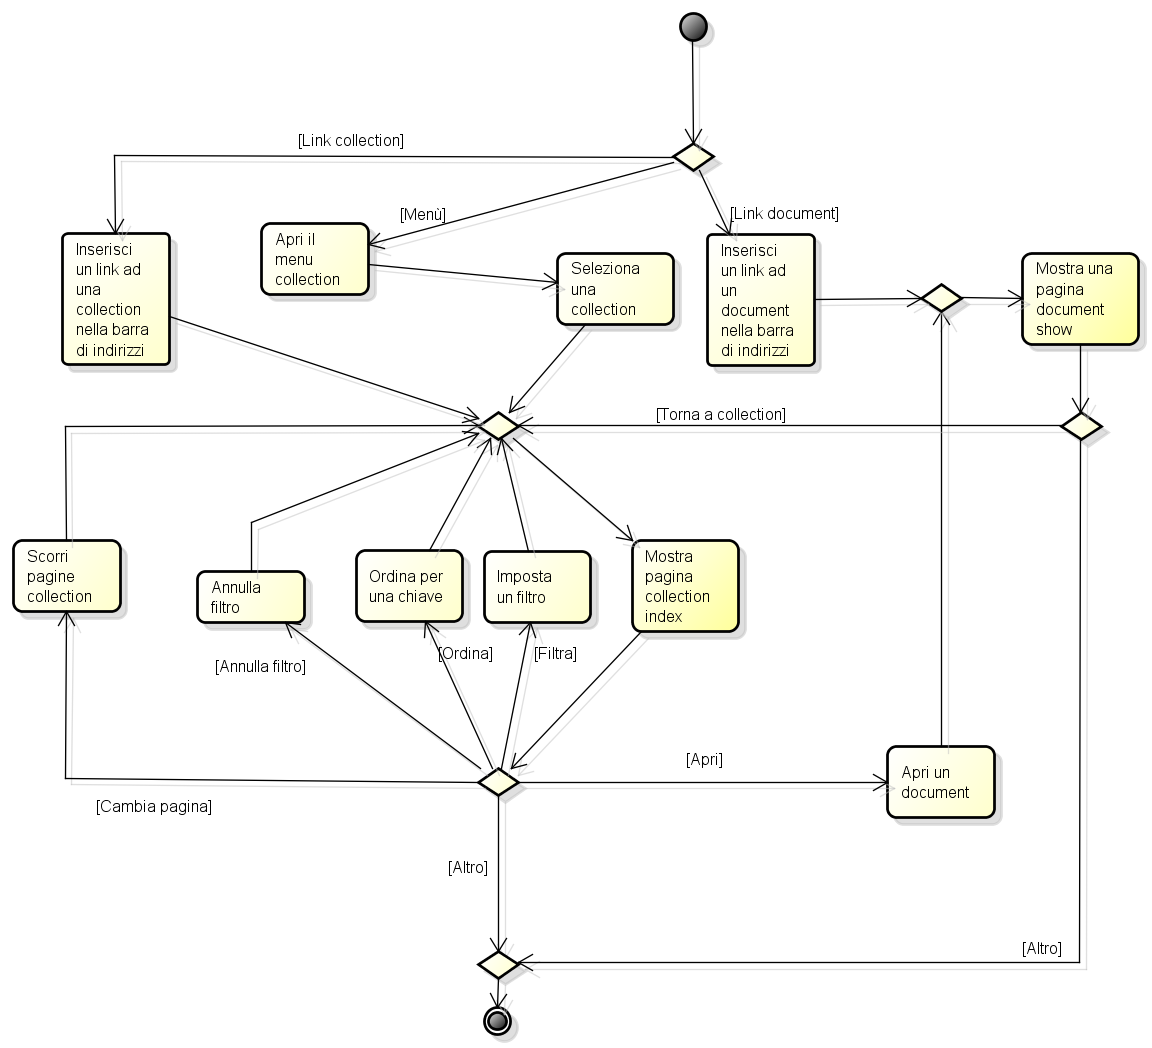 [Link collection]
[Menù]
[Link document]
Inserisci
un link ad
una
collection
nella barra
di indirizzi
Apri il
menu
collection
Seleziona
una
collection
Inserisci
un link ad
un
document
nella barra
di indirizzi
Mostra una
pagina
document
show
[Torna a collection]
Scorri
pagine
collection
Annulla
filtro
Ordina per
una chiave
Imposta
un filtro
Mostra
pagina
collection
index
[Annulla filtro]
[Ordina]
[Filtra]
[Apri]
Apri un
document
[Cambia pagina]
[Altro]
[Altro]